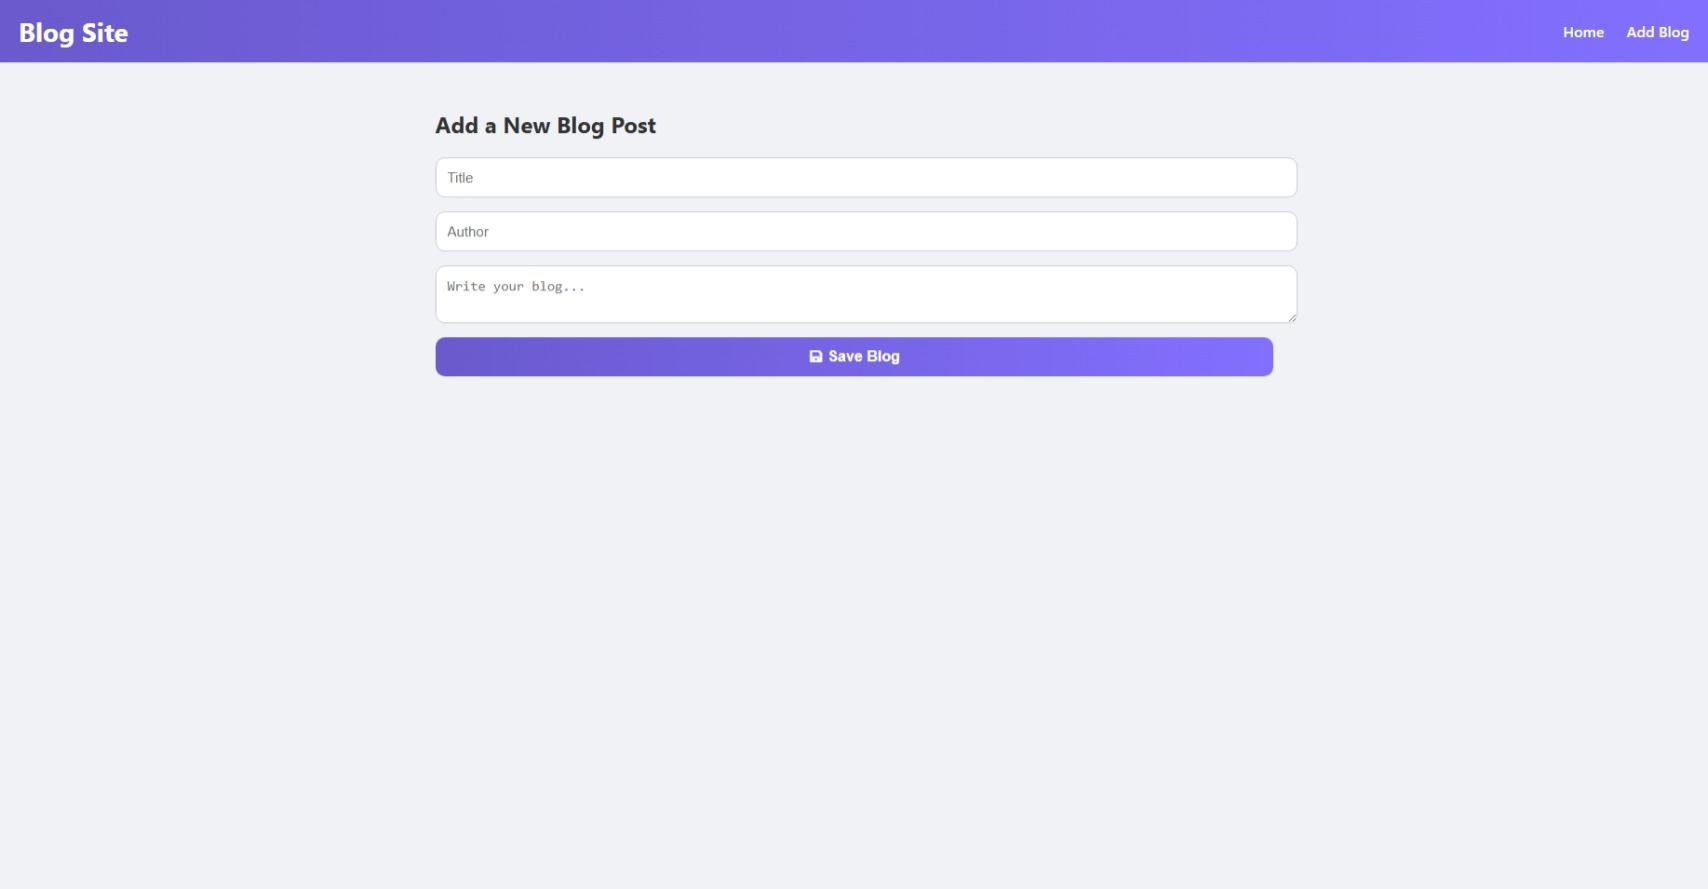 Blog Site
Home Add Blog
Add a New Blog Post
Title
Author
Write your blog...
Save Blog